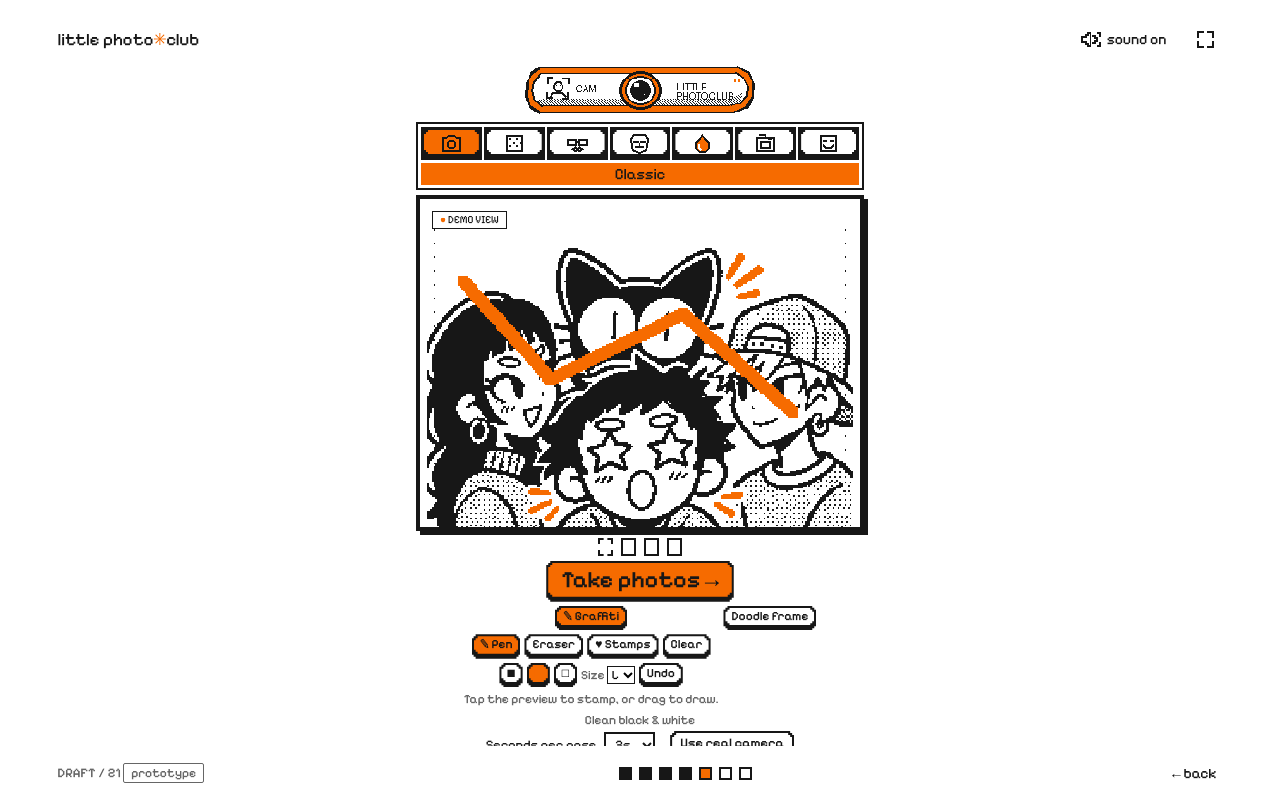 little photo✳club
sound on
CAM
LITTLE
PHOTOCLUB
Classic
DEMO VIEW
Take photos →
✎ Graffiti
Doodle frame
✎ Pen
Eraser
♥ Stamps
Clear
Size
L
Undo
Tap the preview to stamp, or drag to draw.
Clean black & white
Seconds per pose
3s
Use real camera
DRAFT / 21
prototype
←back